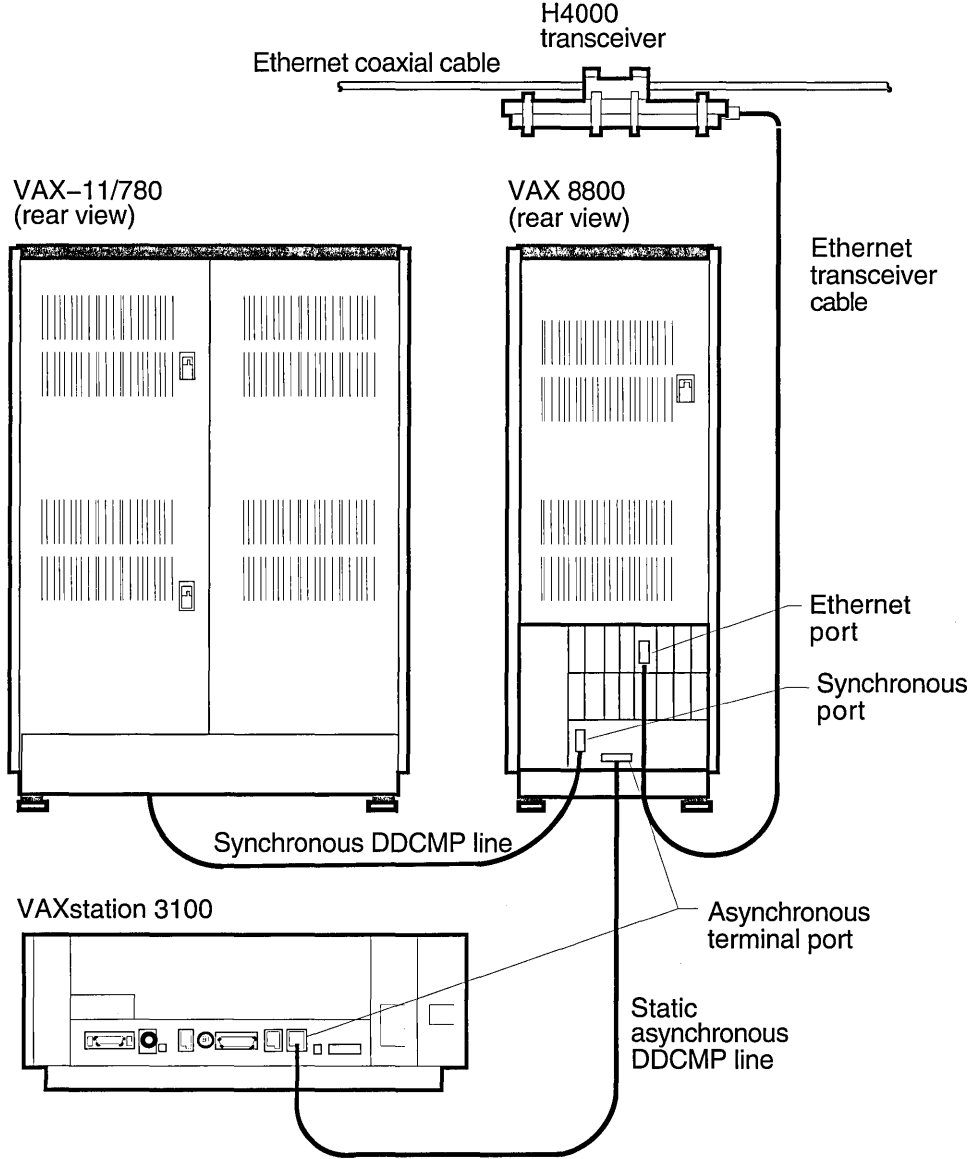 H4000
transceiver
Ethernet coaxial cable
VAX–11/780
(rear view)
VAX 8800
(rear view)
Ethernet
transceiver
cable
Ethernet
port
Synchronous
port
Synchronous DDCMP line
VAXstation 3100
Asynchronous
terminal port
Static
asynchronous
DDCMP line